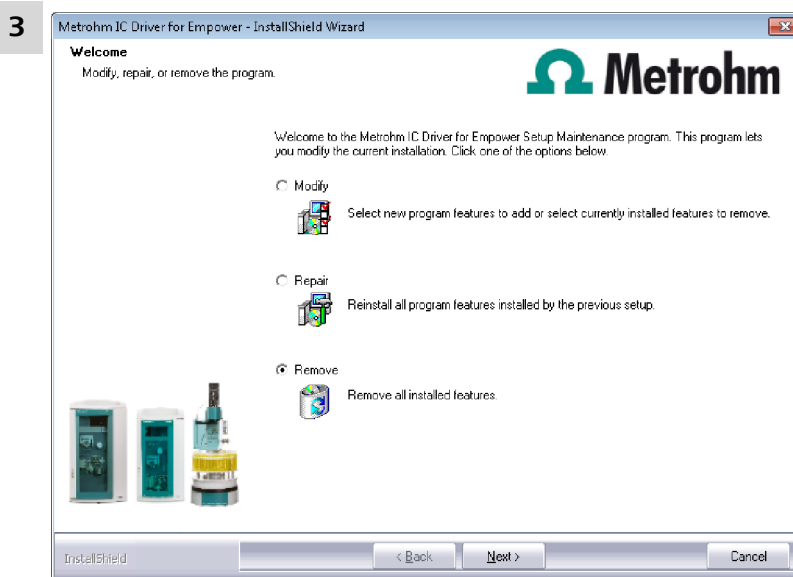 3
Metrohm IC Driver for Empower - InstallShield Wizard
Welcome
Modify, repair, or remove the program.
Metrohm
Welcome to the Metrohm IC Driver for Empower Setup Maintenance program. This program lets
you modify the current installation. Click one of the options below.
Modify
Select new program features to add or select currently installed features to remove.
Repair
Reinstall all program features installed by the previous setup.
Remove
Remove all installed features.
InstallShield
< Back
Next >
Cancel